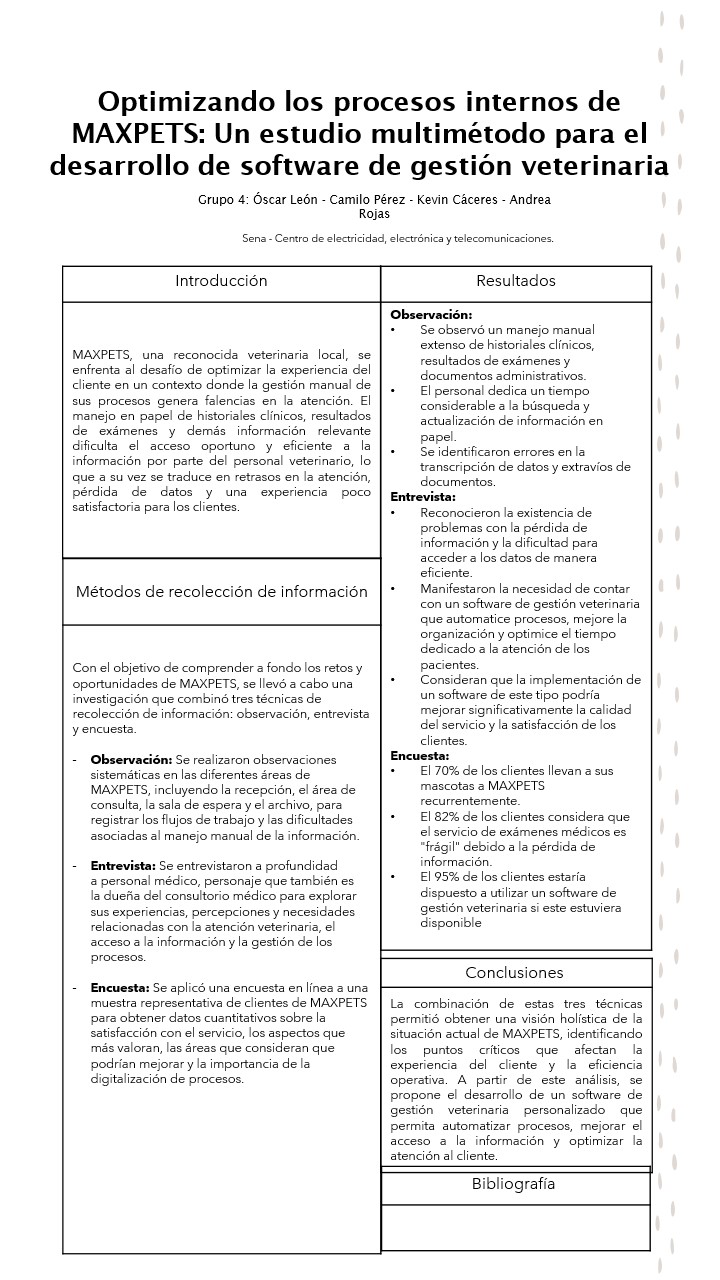 Optimizando los procesos internos de
MAXPETS: Un estudio multimétodo para el
desarrollo de software de gestión veterinaria
Grupo 4: Óscar León - Camilo Pérez - Kevin Cáceres - Andrea
Rojas
Sena - Centro de electricidad, electrónica y telecomunicaciones.
Introducción
MAXPETS, una reconocida veterinaria local, se
enfrenta al desafío de optimizar la experiencia del
cliente en un contexto donde la gestión manual de
sus procesos genera falencias en la atención. El
manejo en papel de historiales clínicos, resultados
de exámenes y demás información relevante
dificulta el acceso oportuno y eficiente a la
información por parte del personal veterinario, lo
que a su vez se traduce en retrasos en la atención,
pérdida de datos y una experiencia poco
satisfactoria para los clientes.
Métodos de recolección de información
Con el objetivo de comprender a fondo los retos y
oportunidades de MAXPETS, se llevó a cabo una
investigación que combinó tres técnicas de
recolección de información: observación, entrevista
y encuesta.
- Observación: Se realizaron observaciones
sistemáticas en las diferentes áreas de
MAXPETS, incluyendo la recepción, el área de
consulta, la sala de espera y el archivo, para
registrar los flujos de trabajo y las dificultades
asociadas al manejo manual de la información.
- Entrevista: Se entrevistaron a profundidad
a personal médico, personaje que también es
la dueña del consultorio médico para explorar
sus experiencias, percepciones y necesidades
relacionadas con la atención veterinaria, el
acceso a la información y la gestión de los
procesos.
- Encuesta: Se aplicó una encuesta en línea a una
muestra representativa de clientes de MAXPETS
para obtener datos cuantitativos sobre la
satisfacción con el servicio, los aspectos que
más valoran, las áreas que consideran que
podrían mejorar y la importancia de la
digitalización de procesos.
Resultados
Observación:
• Se observó un manejo manual
extenso de historiales clínicos,
resultados de exámenes y
documentos administrativos.
• El personal dedica un tiempo
considerable a la búsqueda y
actualización de información en
papel.
• Se identificaron errores en la
transcripción de datos y extravíos de
documentos.
Entrevista:
• Reconocieron la existencia de
problemas con la pérdida de
información y la dificultad para
acceder a los datos de manera
eficiente.
• Manifestaron la necesidad de contar
con un software de gestión veterinaria
que automatice procesos, mejore la
organización y optimice el tiempo
dedicado a la atención de los
pacientes.
• Consideran que la implementación de
un software de este tipo podría
mejorar significativamente la calidad
del servicio y la satisfacción de los
clientes.
Encuesta:
• El 70% de los clientes llevan a sus
mascotas a MAXPETS
recurrentemente.
• El 82% de los clientes considera que
el servicio de exámenes médicos es
"frágil" debido a la pérdida de
información.
• El 95% de los clientes estaría
dispuesto a utilizar un software de
gestión veterinaria si este estuviera
disponible
Conclusiones
La combinación de estas tres técnicas
permitió obtener una visión holística de la
situación actual de MAXPETS, identificando
los puntos críticos que afectan la
experiencia del cliente y la eficiencia
operativa. A partir de este análisis, se
propone el desarrollo de un software de
gestión veterinaria personalizado que
permita automatizar procesos, mejorar el
acceso a la información y optimizar la
atención al cliente.
Bibliografía